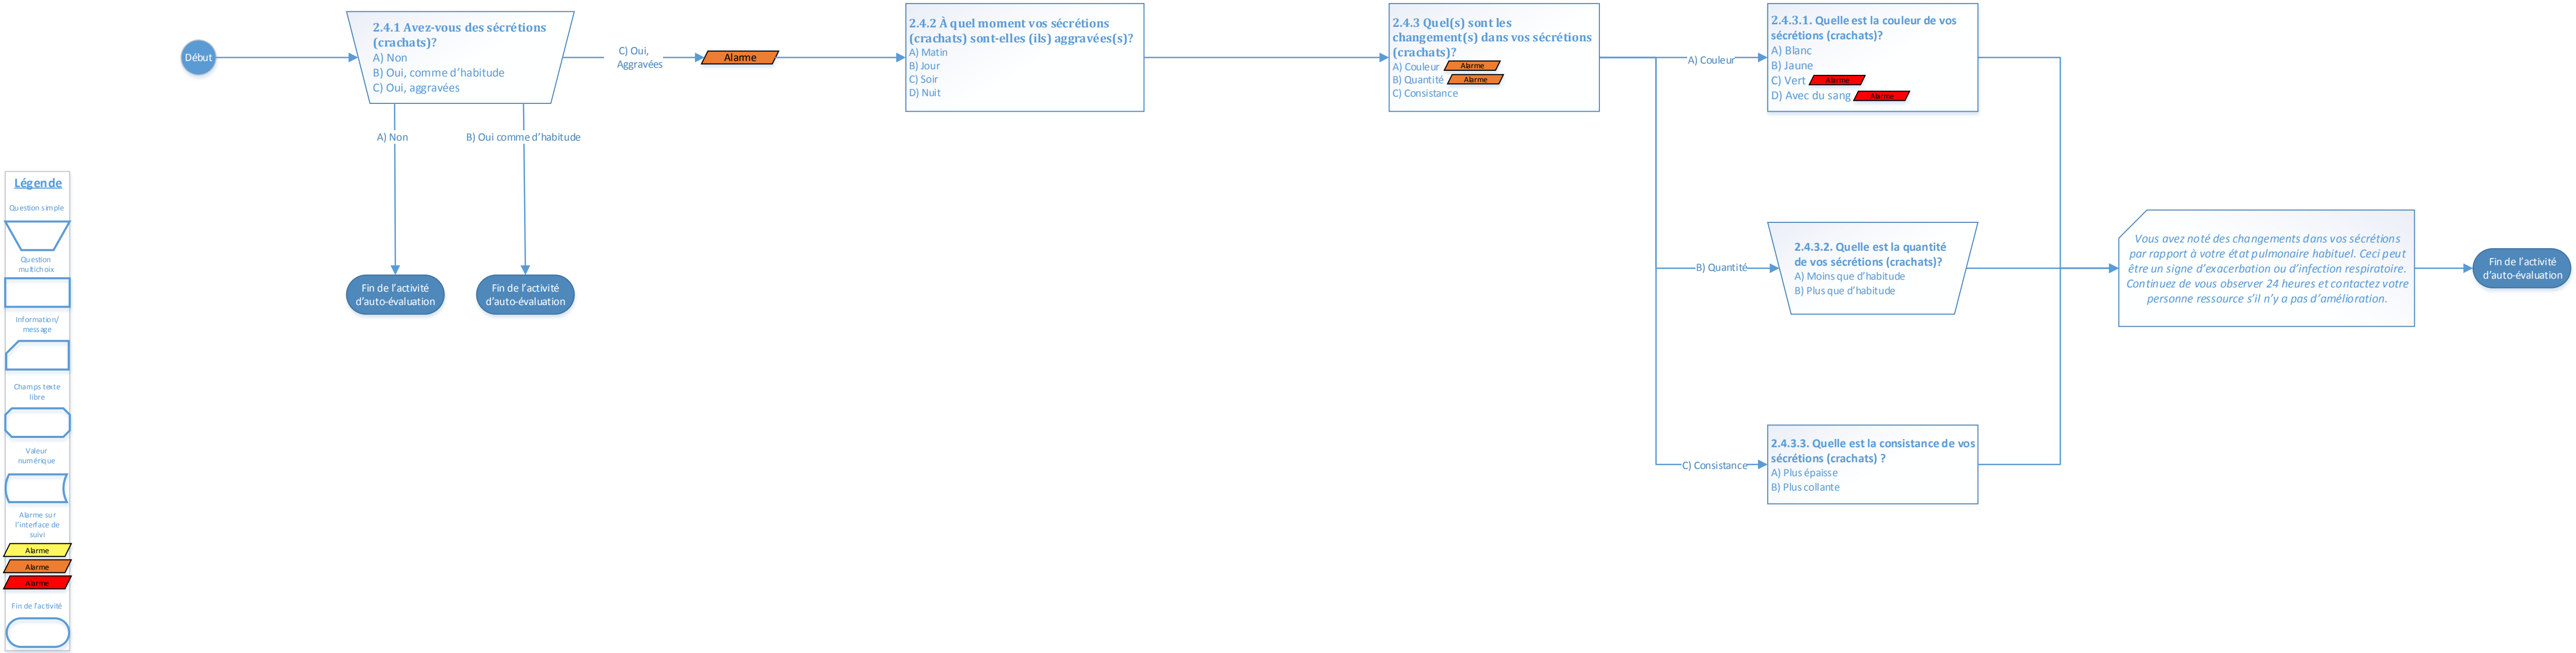 Début
2.4.1 Avez-vous des sécrétions
(crachats)?
A) Non
B) Oui, comme d’habitude
C) Oui, aggravées
A) Non
B) Oui comme d’habitude
Fin de l’activité
d’auto-évaluation
Fin de l’activité
d’auto-évaluation
C) Oui,
Aggravées
Alarme
2.4.2 À quel moment vos sécrétions
(crachats) sont-elles (ils) aggravées(s)?
A) Matin
B) Jour
C) Soir
D) Nuit
2.4.3 Quel(s) sont les
changement(s) dans vos sécrétions
(crachats)?
A) Couleur Alarme
B) Quantité Alarme
C) Consistance
A) Couleur
2.4.3.1. Quelle est la couleur de vos
sécrétions (crachats)?
A) Blanc
B) Jaune
C) Vert Alarme
D) Avec du sang Alarme
B) Quantité
2.4.3.2. Quelle est la quantité
de vos sécrétions (crachats)?
A) Moins que d’habitude
B) Plus que d’habitude
C) Consistance
2.4.3.3. Quelle est la consistance de vos
sécrétions (crachats) ?
A) Plus épaisse
B) Plus collante
Vous avez noté des changements dans vos sécrétions
par rapport à votre état pulmonaire habituel. Ceci peut
être un signe d’exacerbation ou d’infection respiratoire.
Continuez de vous observer 24 heures et contactez votre
personne ressource s’il n’y a pas d’amélioration.
Fin de l’activité
d’auto-évaluation
Légende
Question simple
Question
multichoix
Information/
message
Champs texte
libre
Valeur
numérique
Alarme sur
l’interface de
suivi
Alarme
Alarme
Alarme
Fin de l’activité